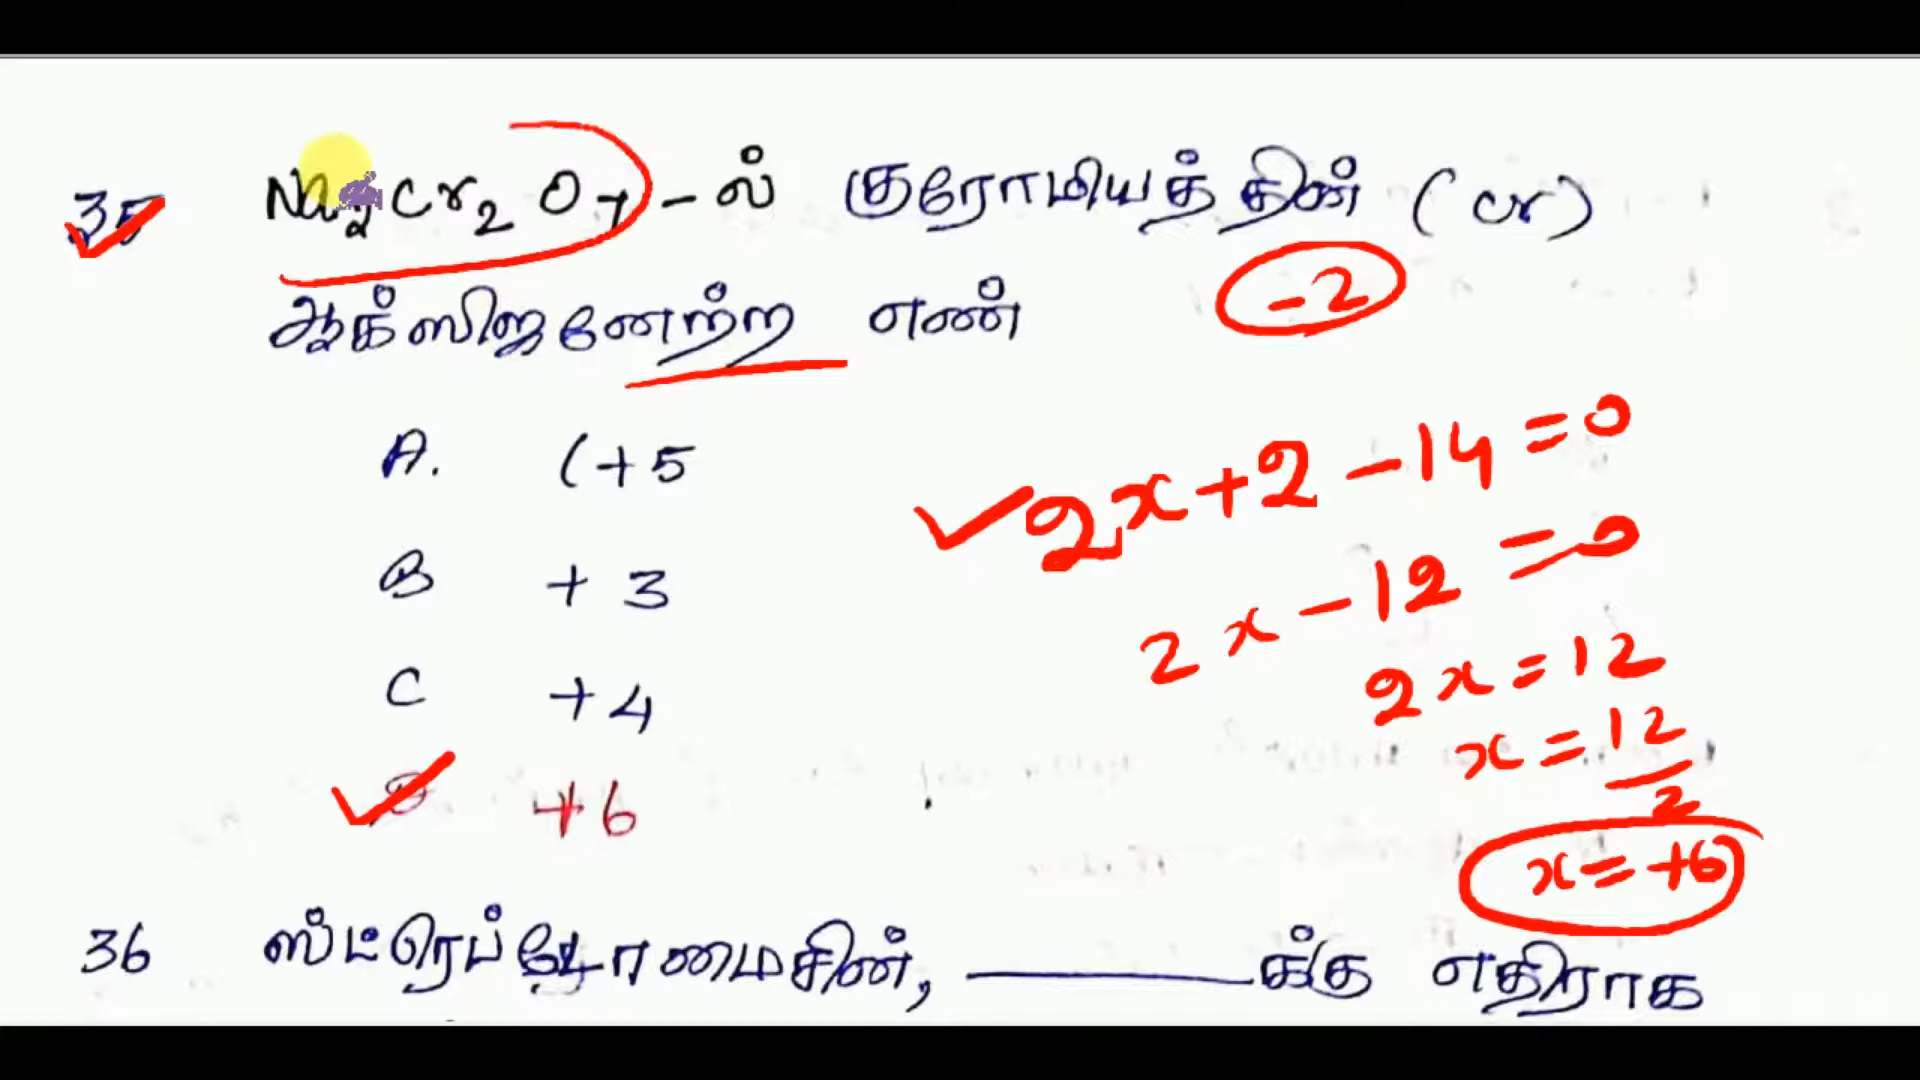 35 Na2Cr2O7 - ல் குரோமியத்தின் (Cr)
ஆக்ஸிஜனேற்ற எண்
-2
A. (+5
B +3
C +4
D +6
2x+2-14=0
2x-12=0
2x=12
x=12/2
x=+6
36 ஸ்ட்ரெப்டோமைசின், ________க்கு எதிராக